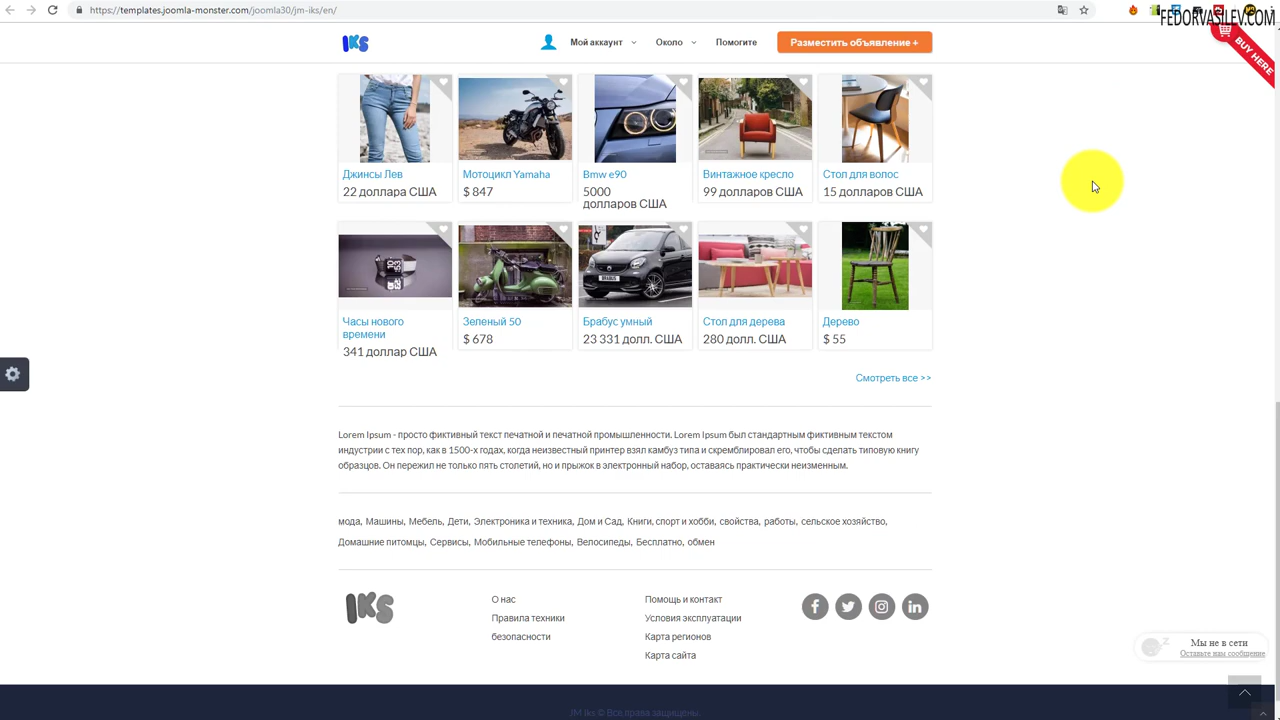 https://templates.joomla-monster.com/joomla30/jm-iks/en/
FEDORVASILEV.COM
IKS
Мой аккаунт
Около
Помогите
Разместить объявление +
BUY HERE
Джинсы Лев
Мотоцикл Yamaha
Bmw e90
Винтажное кресло
Стол для волос
22 доллара США
$ 847
5000
долларов США
99 долларов США
15 долларов США
Часы нового
времени
Зеленый 50
Брабус умный
Стол для дерева
Дерево
341 доллар США
$ 678
23 331 долл. США
280 долл. США
$ 55
Смотреть все >>
Lorem Ipsum - просто фиктивный текст печатной и печатной промышленности. Lorem Ipsum был стандартным фиктивным текстом
индустрии с тех пор, как в 1500-х годах, когда неизвестный принтер взял камбуз типа и скремблировал его, чтобы сделать типовую книгу
образцов. Он пережил не только пять столетий, но и прыжок в электронный набор, оставаясь практически неизменным.
мода, Машины, Мебель, Дети, Электроника и техника, Дом и Сад, Книги, спорт и хобби, свойства, работы, сельское хозяйство,
Домашние питомцы, Сервисы, Мобильные телефоны, Велосипеды, Бесплатно, обмен
IKS
О нас
Правила техники
безопасности
Помощь и контакт
Условия эксплуатации
Карта регионов
Карта сайта
Мы не в сети
Оставьте нам сообщение
JM Iks © Все права защищены.